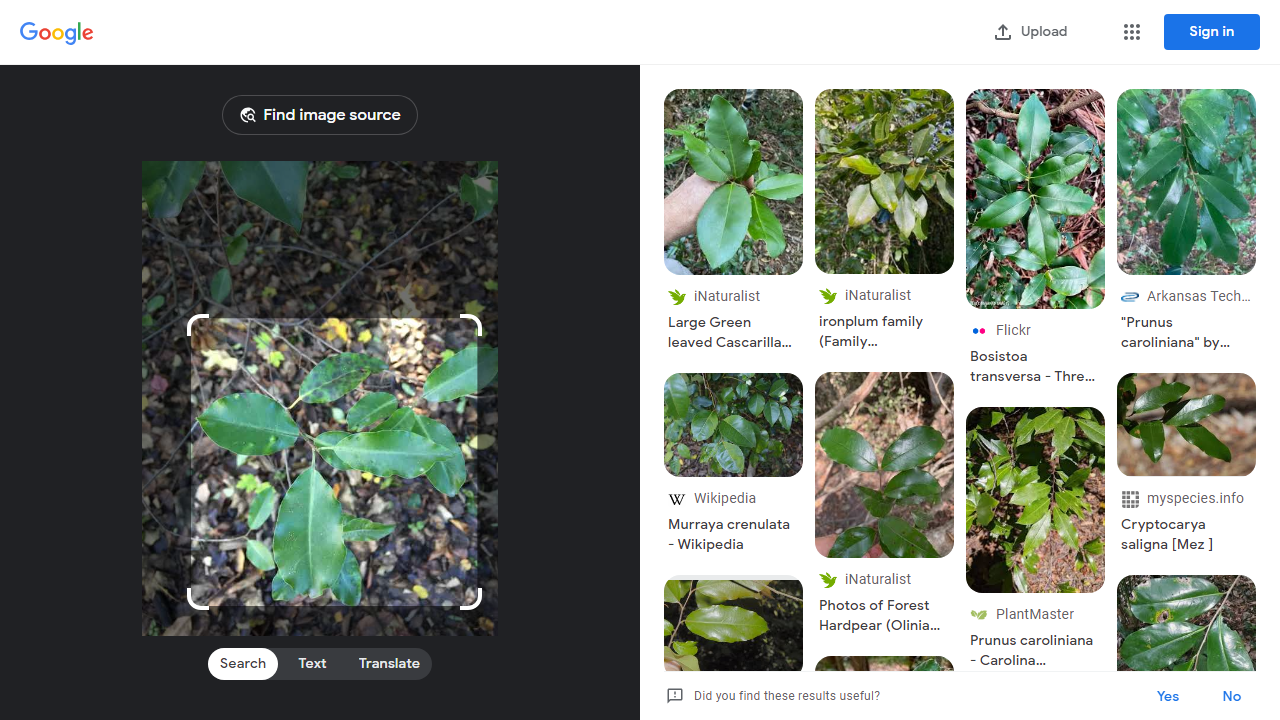 Google
Upload
Sign in
Find image source
Search
Text
Translate
iNaturalist
Large Green
leaved Cascarilla...
iNaturalist
ironplum family
(Family...
Flickr
Bosistoa
transversa - Thre...
Arkansas Tech...
"Prunus
caroliniana" by...
Wikipedia
Murraya crenulata
- Wikipedia
iNaturalist
Photos of Forest
Hardpear (Olinia...
PlantMaster
Prunus caroliniana
- Carolina...
myspecies.info
Cryptocarya
saligna [Mez ]
Did you find these results useful?
Yes
No